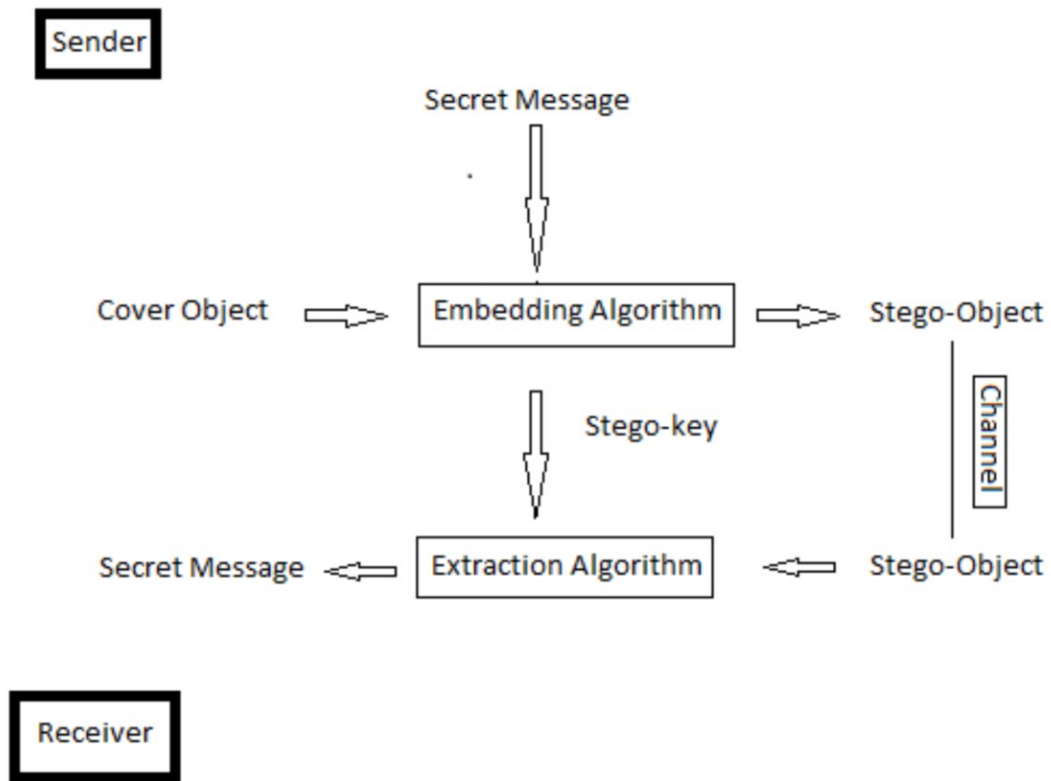 Sender
Secret Message
Cover Object
Embedding Algorithm
Stego-Object
Stego-key
Channel
Secret Message
Extraction Algorithm
Stego-Object
Receiver